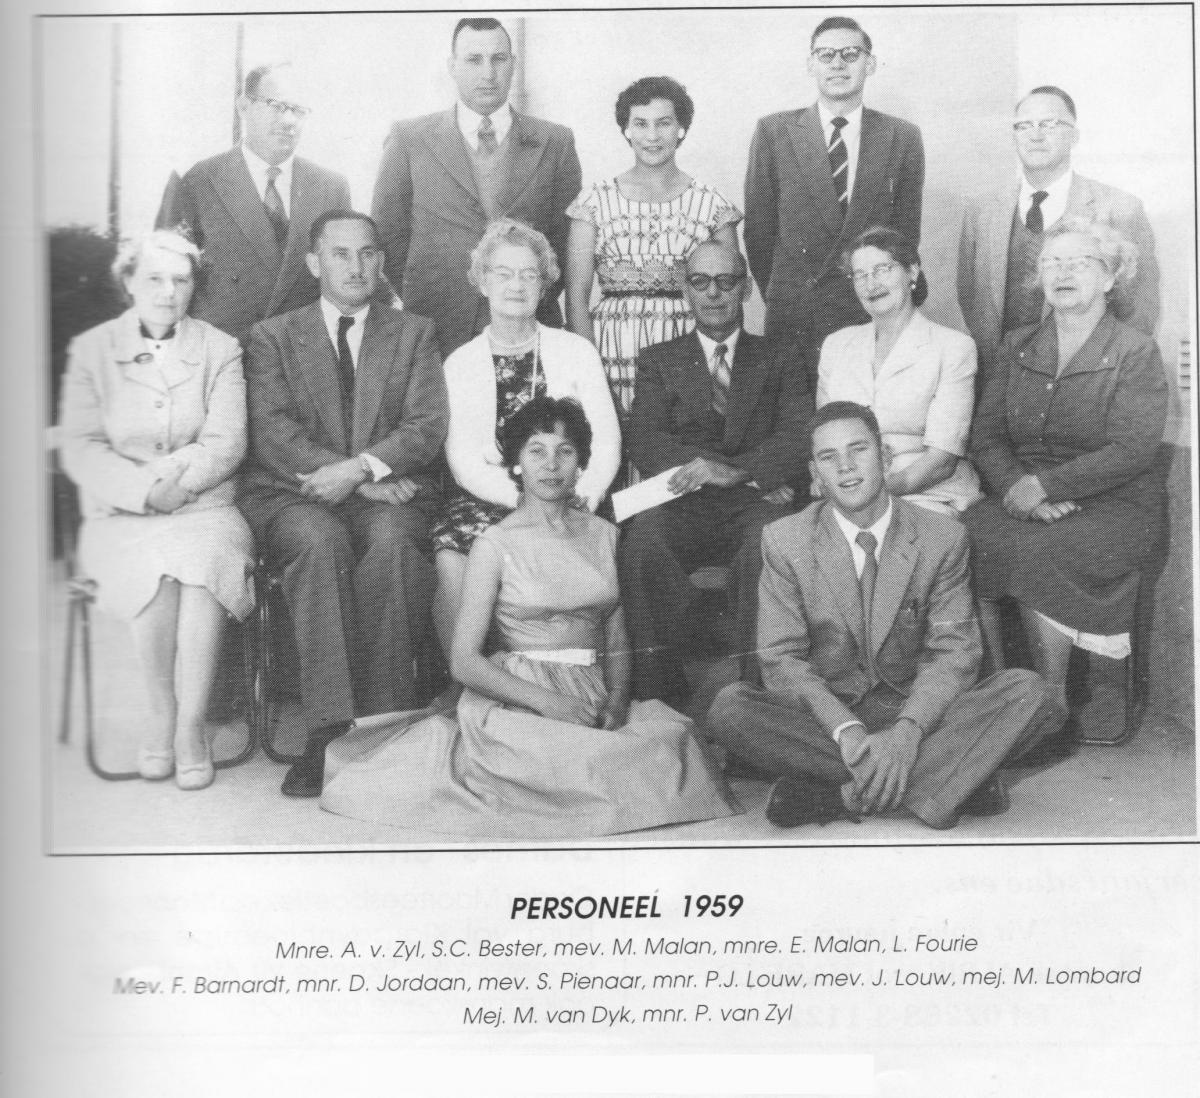 PERSONEEL 1959
Mnre. A. v. Zyl, S.C. Bester, mev. M. Malan, mnre. E. Malan, L. Fourie
Mev. F. Barnardt, mnr. D. Jordaan, mev. S. Pienaar, mnr. P.J. Louw, mev. J. Louw, mej. M. Lombard
Mej. M. van Dyk, mnr. P. van Zyl